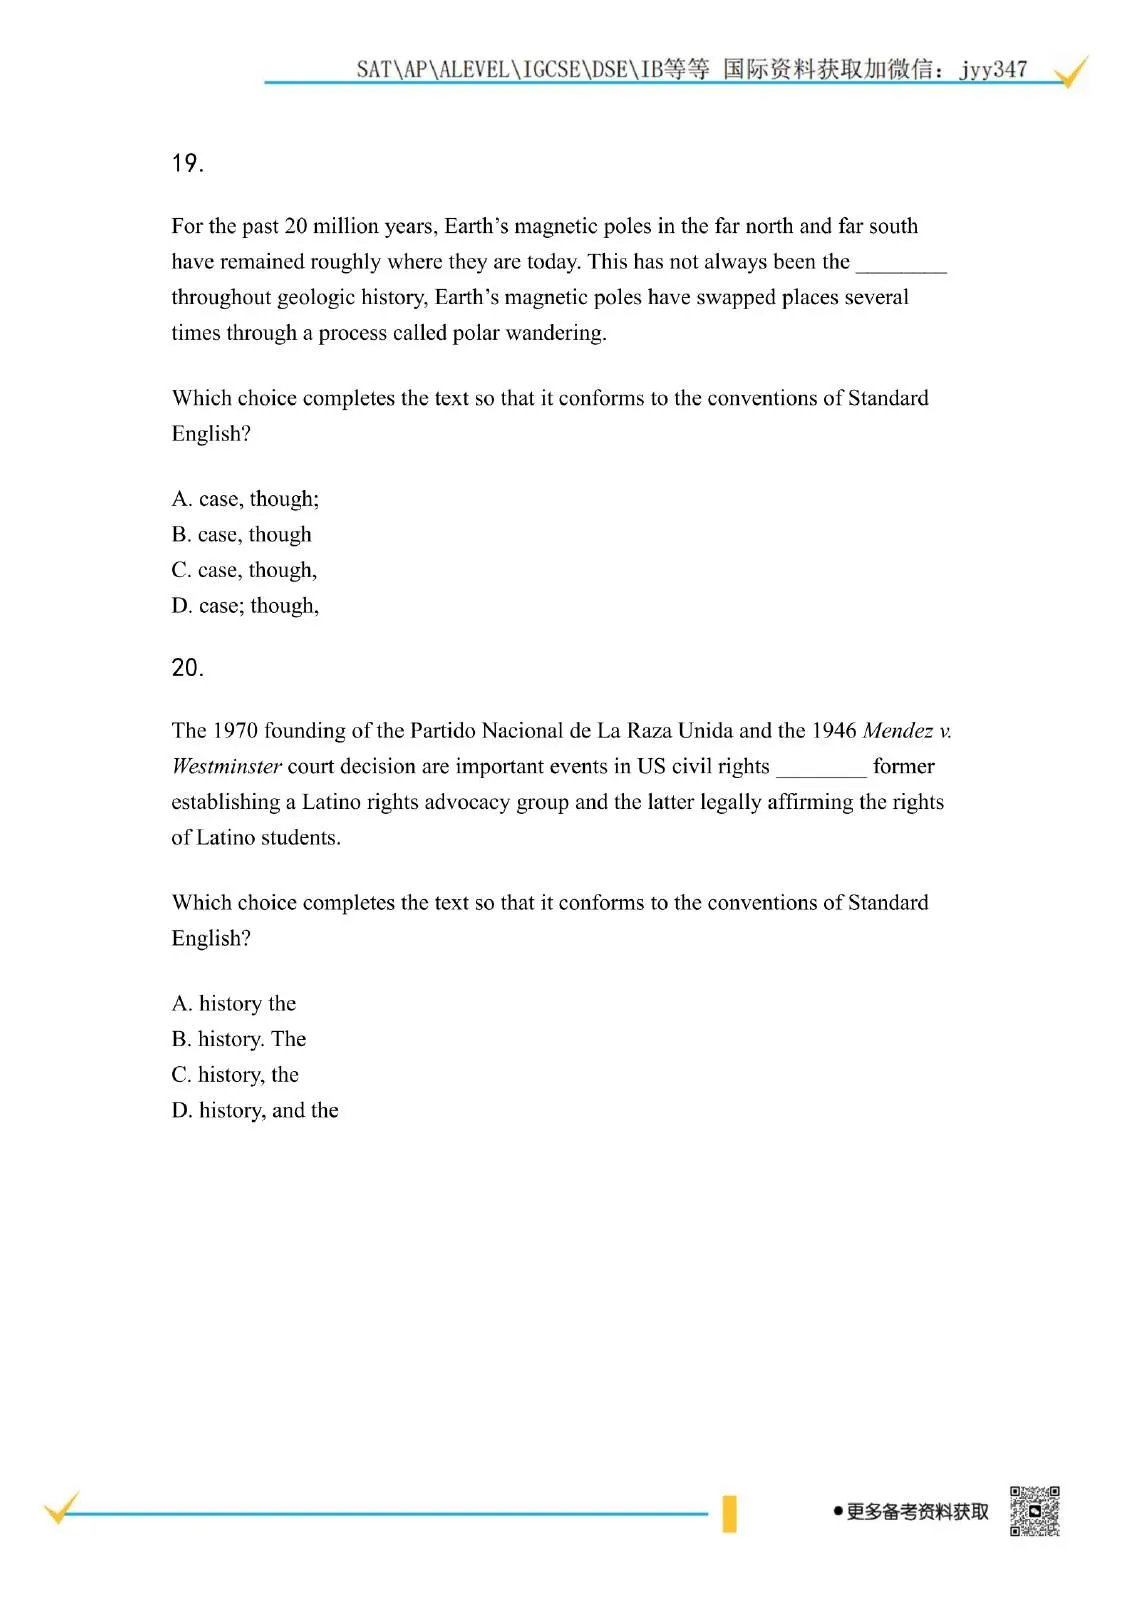 SAT\AP\ALEVEL\IGCSE\DSE\IB等等 国际资料获取加微信：jyy347
19.
For the past 20 million years, Earth’s magnetic poles in the far north and far south
have remained roughly where they are today. This has not always been the ________
throughout geologic history, Earth’s magnetic poles have swapped places several
times through a process called polar wandering.
Which choice completes the text so that it conforms to the conventions of Standard
English?
A. case, though;
B. case, though
C. case, though,
D. case; though,
20.
The 1970 founding of the Partido Nacional de La Raza Unida and the 1946 Mendez v.
Westminster court decision are important events in US civil rights ________ former
establishing a Latino rights advocacy group and the latter legally affirming the rights
of Latino students.
Which choice completes the text so that it conforms to the conventions of Standard
English?
A. history the
B. history. The
C. history, the
D. history, and the
●更多备考资料获取